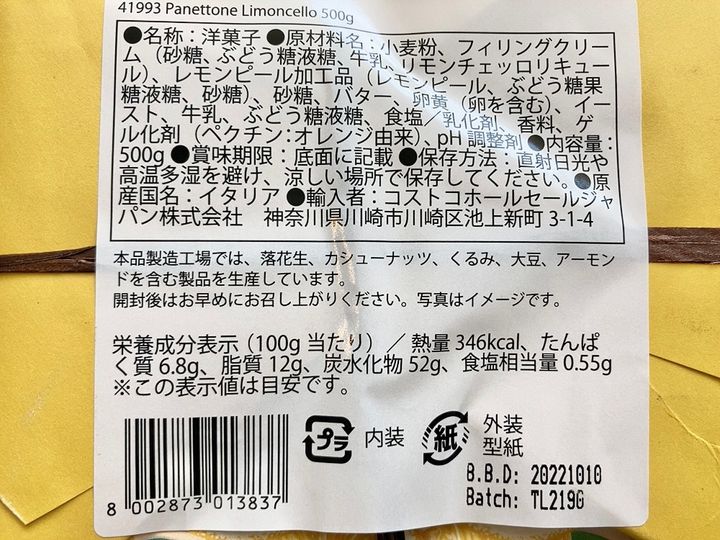 41993 Panettone Limoncello 500g
●名称：洋菓子 ●原材料名：小麦粉、フィリングクリー
ム（砂糖、ぶどう糖液糖、牛乳、リモンチェッロリキュー
ル）、レモンピール加工品（レモンピール、ぶどう糖果
糖液糖、砂糖）、砂糖、バター、卵黄（卵を含む）、イー
スト、牛乳、ぶどう糖液糖、食塩／乳化剤、香料、ゲ
ル化剤（ペクチン：オレンジ由来）、pH 調整剤 ●内容量：
500g ●賞味期限：底面に記載 ●保存方法：直射日光や
高温多湿を避け、涼しい場所で保存してください。●原
産国名：イタリア ●輸入者：コストコホールセールジャ
パン株式会社 神奈川県川崎市川崎区池上新町 3-1-4
本品製造工場では、落花生、カシューナッツ、くるみ、大豆、アーモン
ドを含む製品を生産しています。
開封後はお早めにお召し上がりください。写真はイメージです。
栄養成分表示（100g 当たり）／熱量 346kcal、たんぱ
く質 6.8g、脂質 12g、炭水化物 52g、食塩相当量 0.55g
※この表示値は目安です。
プラ 内装
紙 外装
型紙
B.B.D: 20221010
Batch: TL219G
8 002873 013837